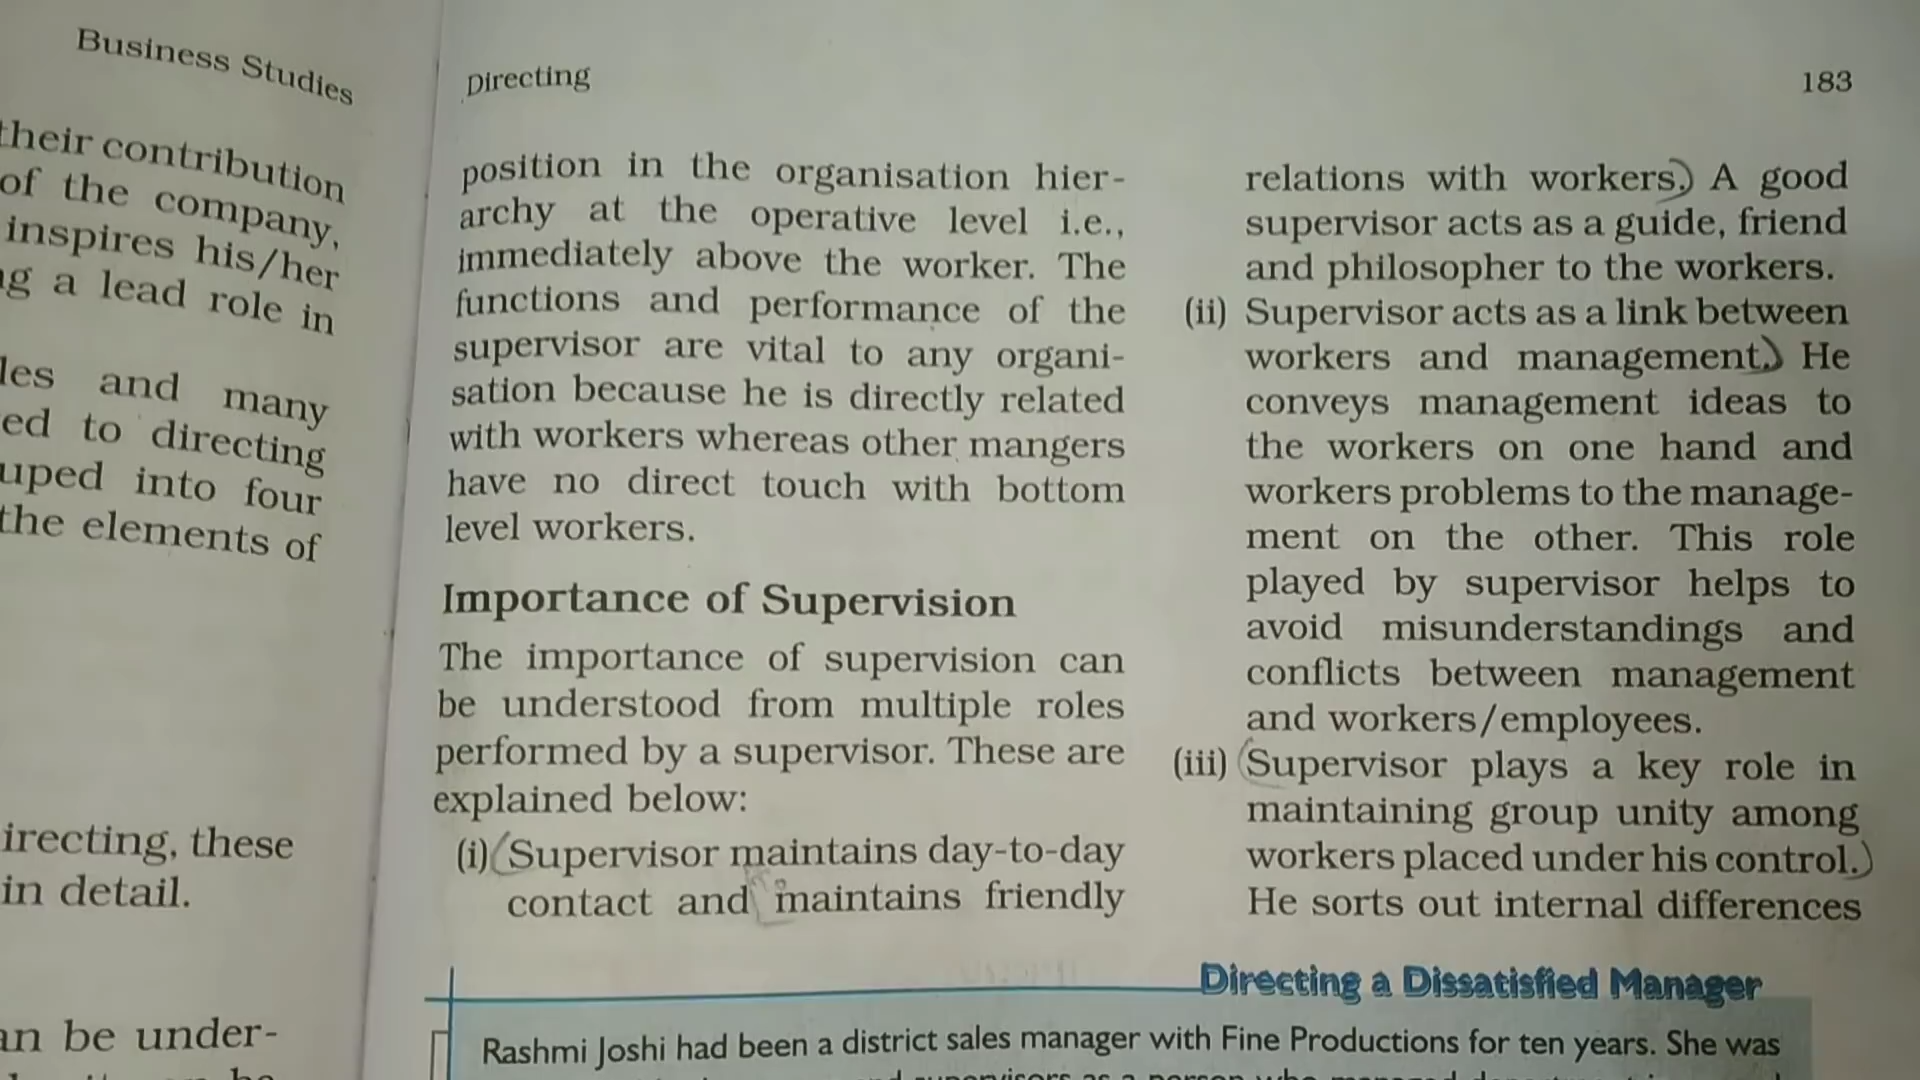 Business Studies
their contribution
of the company,
inspires his/her
a lead role in
and many
to directing
into four
the elements of
these
in detail.
be under-
Directing
183
position in the organisation hier-
archy at the operative level i.e.,
immediately above the worker. The
functions and performance of the
supervisor are vital to any organi-
sation because he is directly related
with workers whereas other mangers
have no direct touch with bottom
level workers.
Importance of Supervision
The importance of supervision can
be understood from multiple roles
performed by a supervisor. These are
explained below:
(i) Supervisor maintains day-to-day
contact and maintains friendly
relations with workers. A good
supervisor acts as a guide, friend
and philosopher to the workers.
(ii) Supervisor acts as a link between
workers and management. He
conveys management ideas to
the workers on one hand and
workers problems to the manage-
ment on the other. This role
played by supervisor helps to
avoid misunderstandings and
conflicts between management
and workers/employees.
(iii) Supervisor plays a key role in
maintaining group unity among
workers placed under his control.
He sorts out internal differences
Directing a Dissatisfied Manager
Rashmi Joshi had been a district sales manager with Fine Productions for ten years. She was